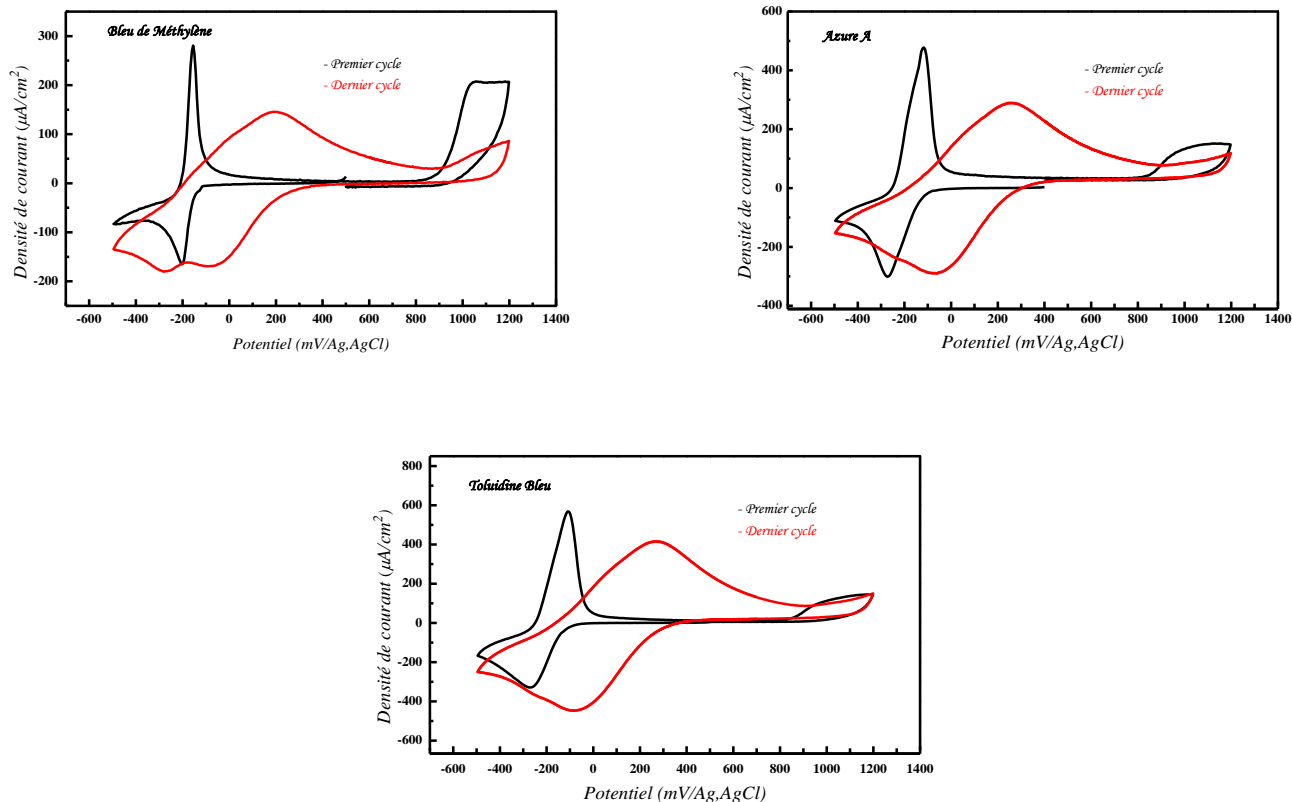 Bleu de Méthylène
- Premier cycle
- Dernier cycle
Densité de courant (µA/cm²)
300
200
100
0
-100
-200
-600 -400 -200 0 200 400 600 800 1000 1200 1400
Potentiel (mV/Ag,AgCl)
Azure A
- Premier cycle
- Dernier cycle
Densité de courant (µA/cm²)
600
400
200
0
-200
-400
-600 -400 -200 0 200 400 600 800 1000 1200 1400
Potentiel (mV/Ag,AgCl)
Toluidine Bleu
- Premier cycle
- Dernier cycle
Densité de courant (µA/cm²)
800
600
400
200
0
-200
-400
-600
-600 -400 -200 0 200 400 600 800 1000 1200 1400
Potentiel (mV/Ag,AgCl)